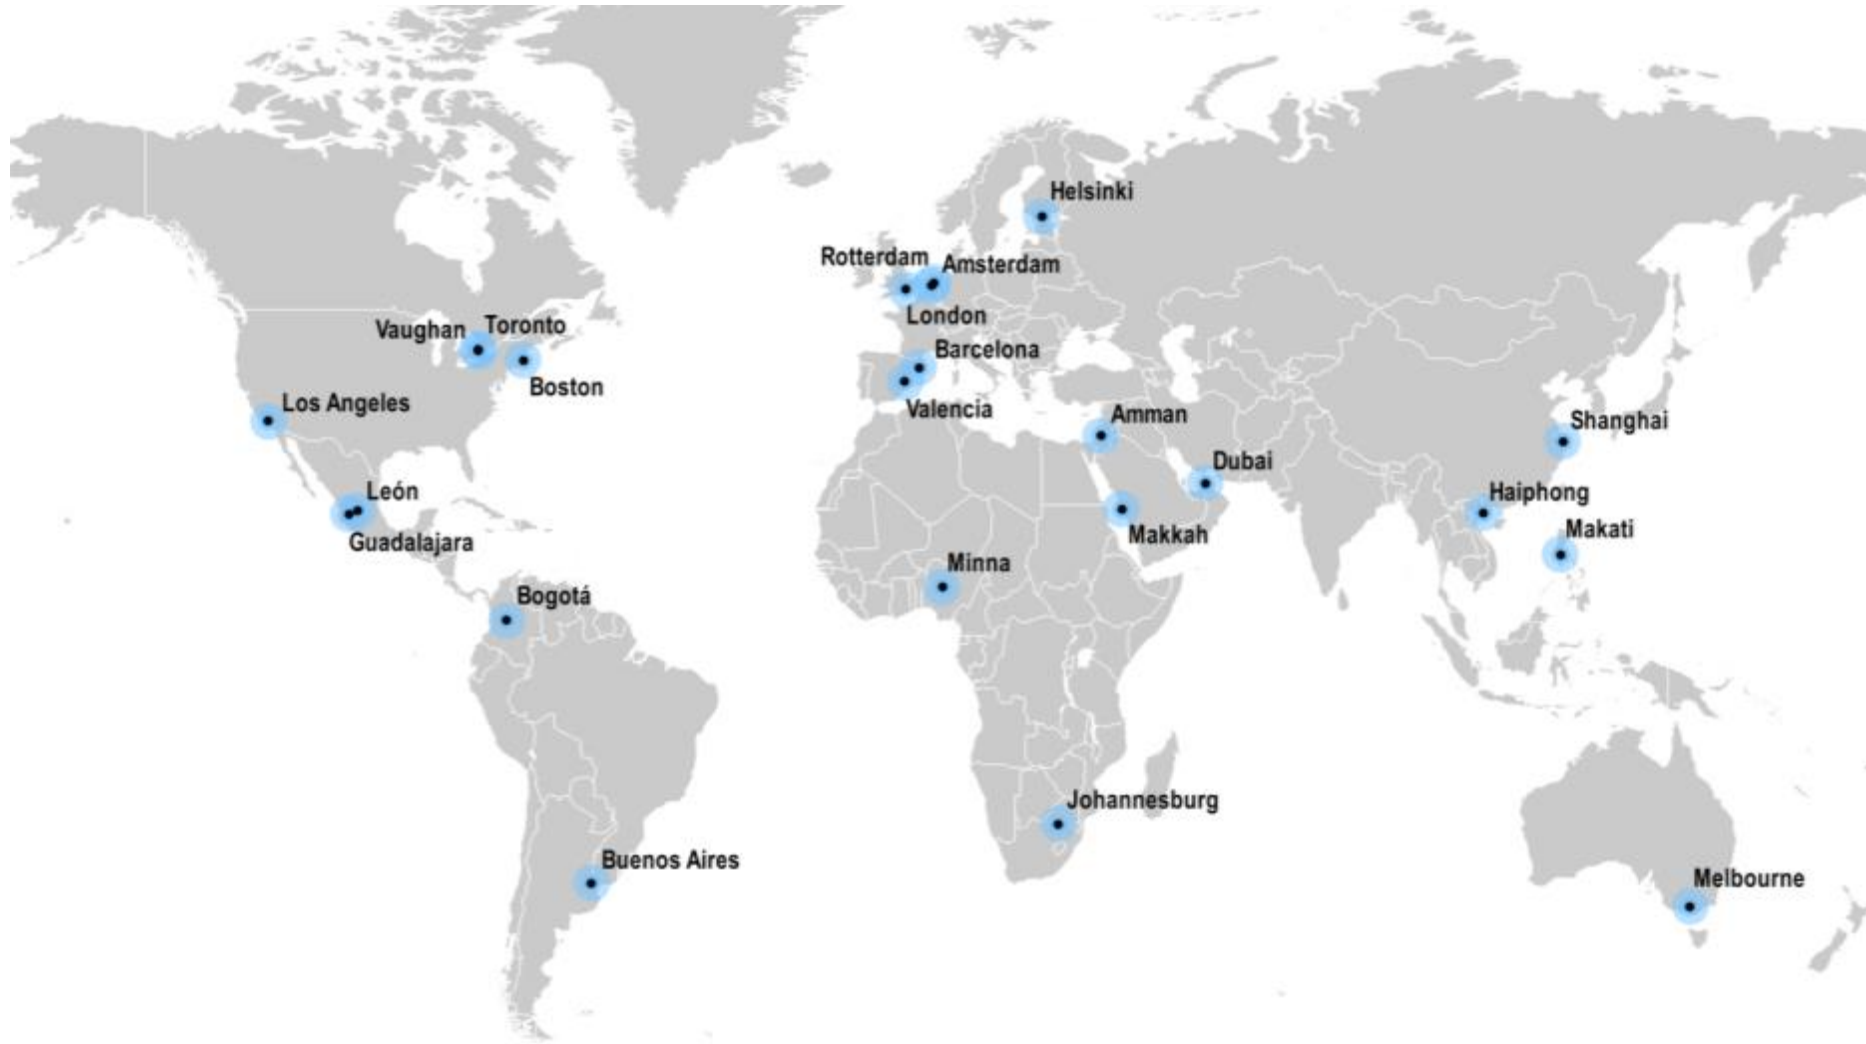 Helsinki
Rotterdam
Amsterdam
London
Vaughan
Toronto
Barcelona
Boston
Los Angeles
Valencia
Amman
Shanghai
Dubai
León
Haiphong
Makati
Makkah
Guadalajara
Minna
Bogotá
Johannesburg
Buenos Aires
Melbourne